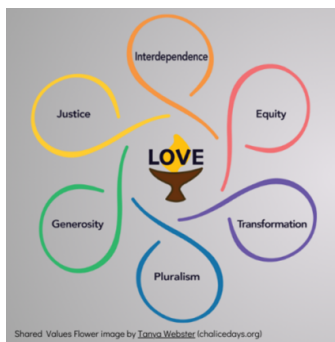 Interdependence
Justice
Equity
LOVE
Generosity
Transformation
Pluralism
Shared Values Flower image by Tanya Webster (chalicedays.org)